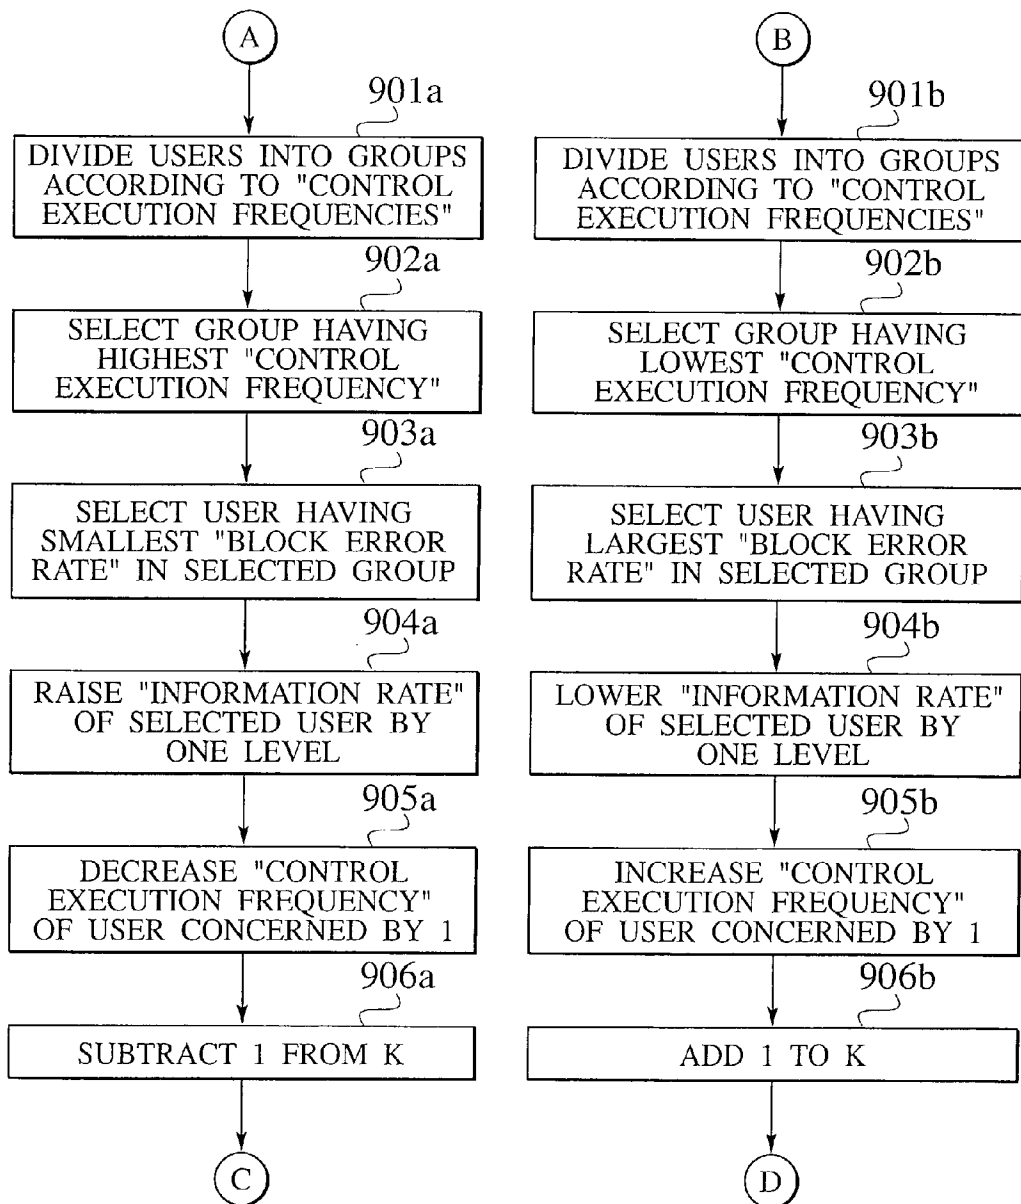 A
901a
DIVIDE USERS INTO GROUPS
ACCORDING TO "CONTROL
EXECUTION FREQUENCIES"
902a
SELECT GROUP HAVING
HIGHEST "CONTROL
EXECUTION FREQUENCY"
903a
SELECT USER HAVING
SMALLEST "BLOCK ERROR
RATE" IN SELECTED GROUP
904a
RAISE "INFORMATION RATE"
OF SELECTED USER BY
ONE LEVEL
905a
DECREASE "CONTROL
EXECUTION FREQUENCY"
OF USER CONCERNED BY 1
906a
SUBTRACT 1 FROM K
C
B
901b
DIVIDE USERS INTO GROUPS
ACCORDING TO "CONTROL
EXECUTION FREQUENCIES"
902b
SELECT GROUP HAVING
LOWEST "CONTROL
EXECUTION FREQUENCY"
903b
SELECT USER HAVING
LARGEST "BLOCK ERROR
RATE" IN SELECTED GROUP
904b
LOWER "INFORMATION RATE"
OF SELECTED USER BY
ONE LEVEL
905b
INCREASE "CONTROL
EXECUTION FREQUENCY"
OF USER CONCERNED BY 1
906b
ADD 1 TO K
D